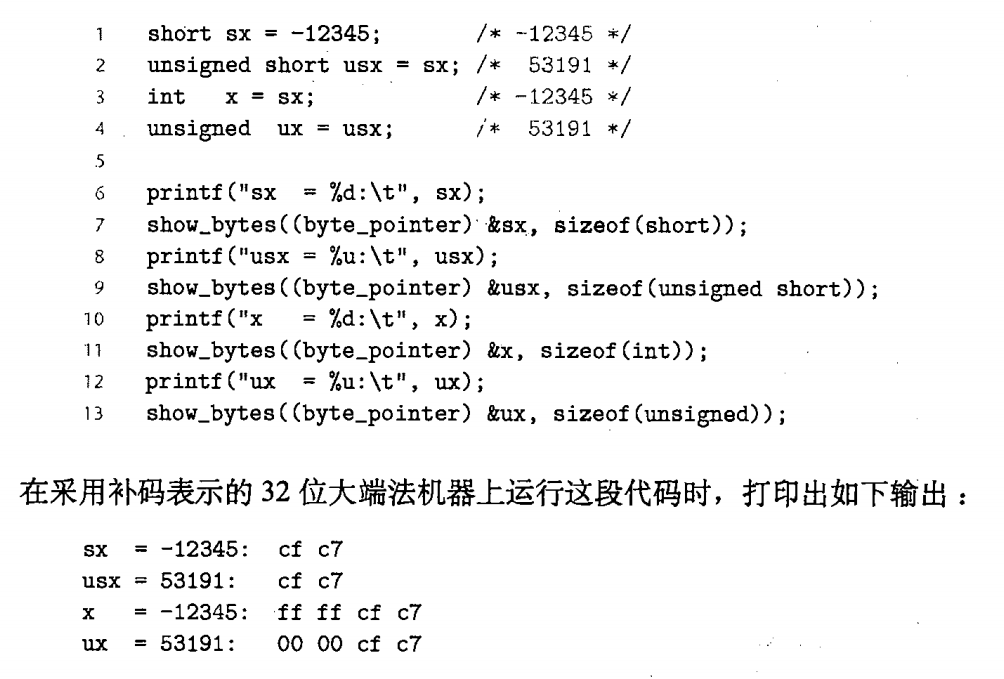 1 short sx = -12345; /* -12345 */
2 unsigned short usx = sx; /* 53191 */
3 int x = sx; /* -12345 */
4 unsigned ux = usx; /* 53191 */
5
6 printf("sx = %d:\t", sx);
7 show_bytes((byte_pointer) &sx, sizeof(short));
8 printf("usx = %u:\t", usx);
9 show_bytes((byte_pointer) &usx, sizeof(unsigned short));
10 printf("x = %d:\t", x);
11 show_bytes((byte_pointer) &x, sizeof(int));
12 printf("ux = %u:\t", ux);
13 show_bytes((byte_pointer) &ux, sizeof(unsigned));
在采用补码表示的 32 位大端法机器上运行这段代码时，打印出如下输出：
sx = -12345: cf c7
usx = 53191: cf c7
x = -12345: ff ff cf c7
ux = 53191: 00 00 cf c7